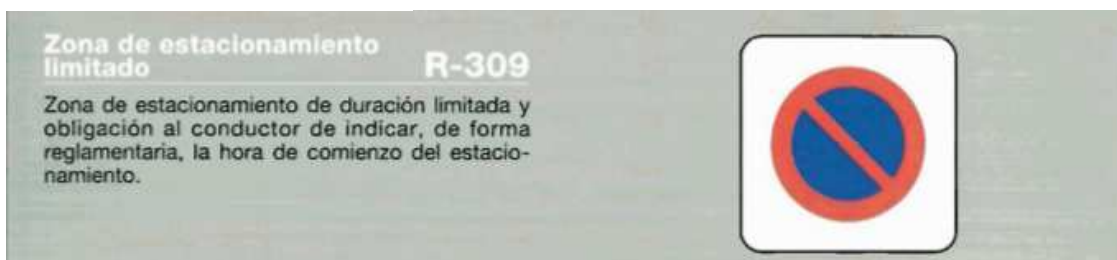 Zona de estacionamiento
limitado R-309
Zona de estacionamiento de duración limitada y
obligación al conductor de indicar, de forma
reglamentaria, la hora de comienzo del estacio-
namiento.